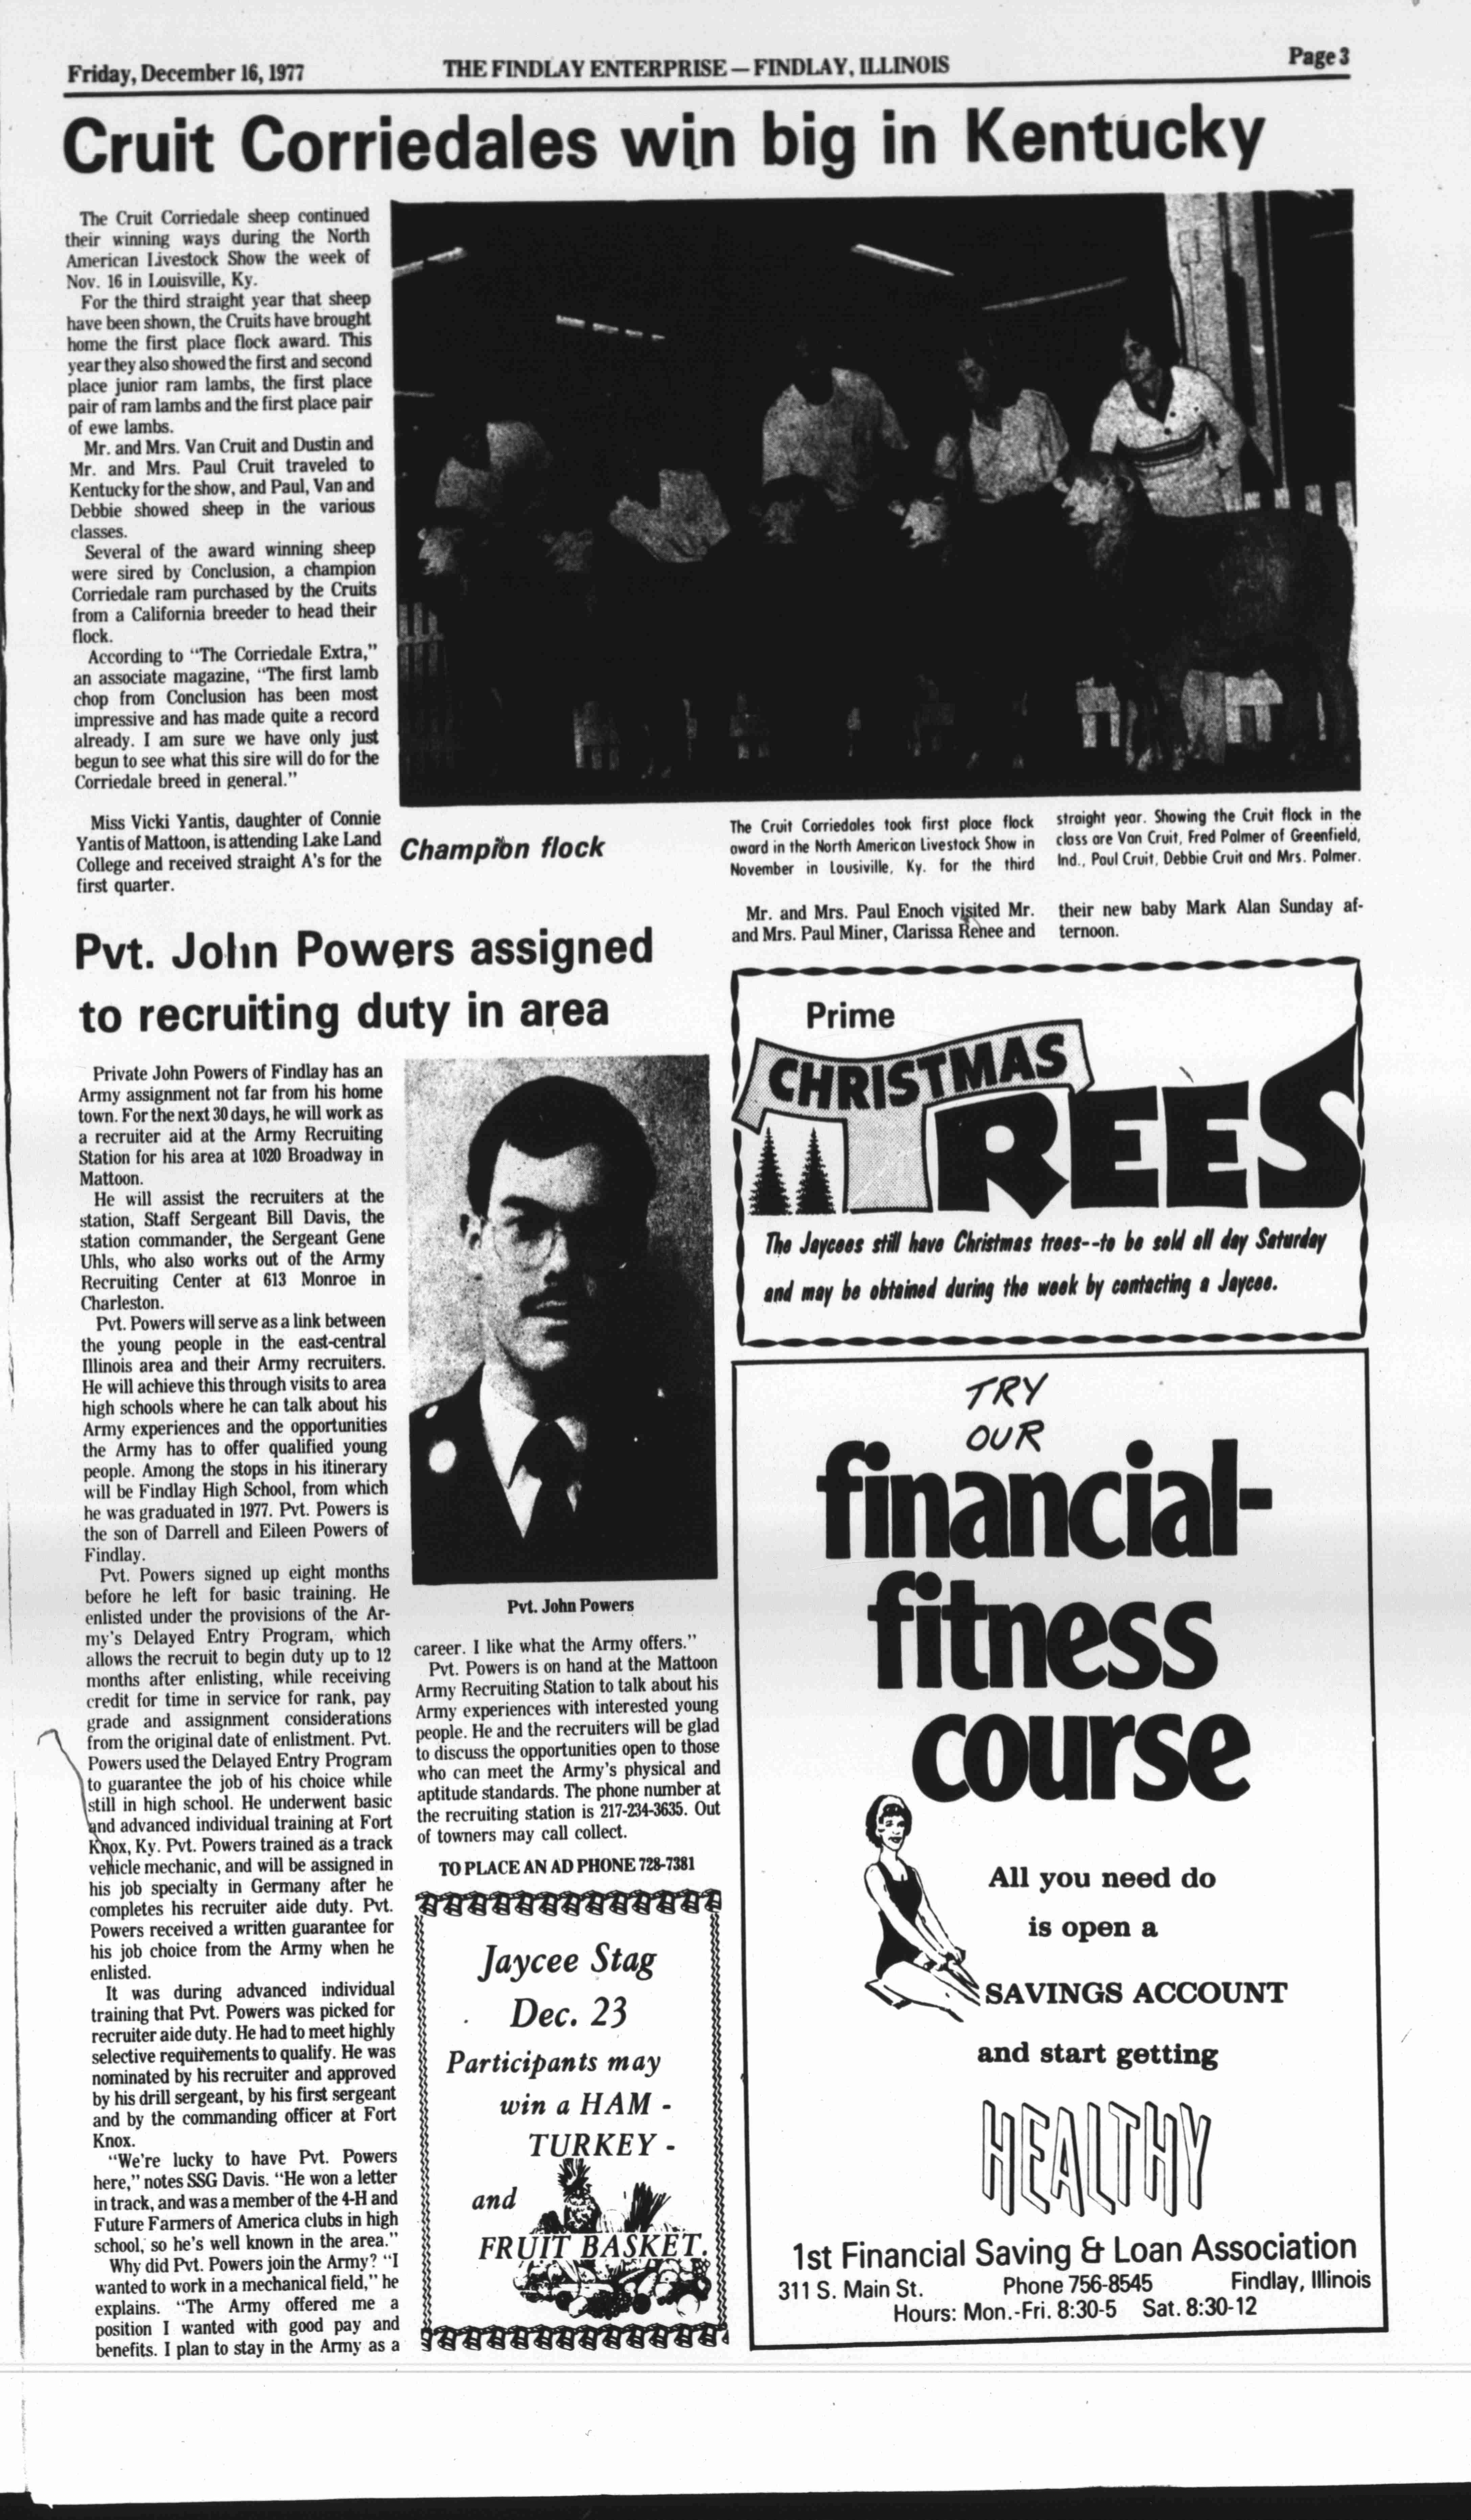 Friday, December 16, 1977
THE FINDLAY ENTERPRISE — FINDLAY, ILLINOIS
Page 3
Cruit Corriedales win big in Kentucky
The Cruit Corriedale sheep continued
their winning ways during the North
American Livestock Show the week of
Nov. 16 in Louisville, Ky.
For the third straight year that sheep
have been shown, the Cruits have brought
home the first place flock award. This
year they also showed the first and second
place junior ram lambs, the first place
pair of ram lambs and the first place pair
of ewe lambs.
Mr. and Mrs. Van Cruit and Dustin and
Mr. and Mrs. Paul Cruit traveled to
Kentucky for the show, and Paul, Van and
Debbie showed sheep in the various
classes.
Several of the award winning sheep
were sired by Conclusion, a champion
Corriedale ram purchased by the Cruits
from a California breeder to head their
flock.
According to "The Corriedale Extra,"
an associate magazine, "The first lamb
chop from Conclusion has been most
impressive and has made quite a record
already. I am sure we have only just
begun to see what this sire will do for the
Corriedale breed in general."
Miss Vicki Yantis, daughter of Connie
Yantis of Mattoon, is attending Lake Land
College and received straight A's for the
first quarter.
Champion flock
The Cruit Corriedales took first place flock
award in the North American Livestock Show in
November in Lousiville, Ky. for the third
straight year. Showing the Cruit flock in the
class are Van Cruit, Fred Palmer of Greenfield,
Ind., Paul Cruit, Debbie Cruit and Mrs. Palmer.
Mr. and Mrs. Paul Enoch visited Mr.
and Mrs. Paul Miner, Clarissa Renee and
their new baby Mark Alan Sunday af-
ternoon.
Pvt. John Powers assigned
to recruiting duty in area
Private John Powers of Findlay has an
Army assignment not far from his home
town. For the next 30 days, he will work as
a recruiter aid at the Army Recruiting
Station for his area at 1020 Broadway in
Mattoon.
He will assist the recruiters at the
station, Staff Sergeant Bill Davis, the
station commander, the Sergeant Gene
Uhls, who also works out of the Army
Recruiting Center at 613 Monroe in
Charleston.
Pvt. Powers will serve as a link between
the young people in the east-central
Illinois area and their Army recruiters.
He will achieve this through visits to area
high schools where he can talk about his
Army experiences and the opportunities
the Army has to offer qualified young
people. Among the stops in his itinerary
will be Findlay High School, from which
he was graduated in 1977. Pvt. Powers is
the son of Darrell and Eileen Powers of
Findlay.
Pvt. Powers signed up eight months
before he left for basic training. He
enlisted under the provisions of the Ar-
my's Delayed Entry Program, which
allows the recruit to begin duty up to 12
months after enlisting, while receiving
credit for time in service for rank, pay
grade and assignment considerations
from the original date of enlistment. Pvt.
Powers used the Delayed Entry Program
to guarantee the job of his choice while
still in high school. He underwent basic
and advanced individual training at Fort
Knox, Ky. Pvt. Powers trained as a track
vehicle mechanic, and will be assigned in
his job specialty in Germany after he
completes his recruiter aide duty. Pvt.
Powers received a written guarantee for
his job choice from the Army when he
enlisted.
It was during advanced individual
training that Pvt. Powers was picked for
recruiter aide duty. He had to meet highly
selective requirements to qualify. He was
nominated by his recruiter and approved
by his drill sergeant, by his first sergeant
and by the commanding officer at Fort
Knox.
"We're lucky to have Pvt. Powers
here," notes SSG Davis. "He won a letter
in track, and was a member of the 4-H and
Future Farmers of America clubs in high
school, so he's well known in the area."
Why did Pvt. Powers join the Army? "I
wanted to work in a mechanical field," he
explains. "The Army offered me a
position I wanted with good pay and
benefits. I plan to stay in the Army as a
Pvt. John Powers
career. I like what the Army offers."
Pvt. Powers is on hand at the Mattoon
Army Recruiting Station to talk about his
Army experiences with interested young
people. He and the recruiters will be glad
to discuss the opportunities open to those
who can meet the Army's physical and
aptitude standards. The phone number at
the recruiting station is 217-234-3635. Out
of towners may call collect.
TO PLACE AN AD PHONE 728-7381
Jaycee Stag
Dec. 23
Participants may
win a HAM -
TURKEY -
and
FRUIT BASKET.
Prime
CHRISTMAS
TREES
The Jaycees still have Christmas trees--to be sold all day Saturday
and may be obtained during the week by contacting a Jaycee.
TRY
OUR
financial-
fitness
course
All you need do
is open a
SAVINGS ACCOUNT
and start getting
HEALTHY
1st Financial Saving & Loan Association
311 S. Main St. Phone 756-8545 Findlay, Illinois
Hours: Mon.-Fri. 8:30-5 Sat. 8:30-12